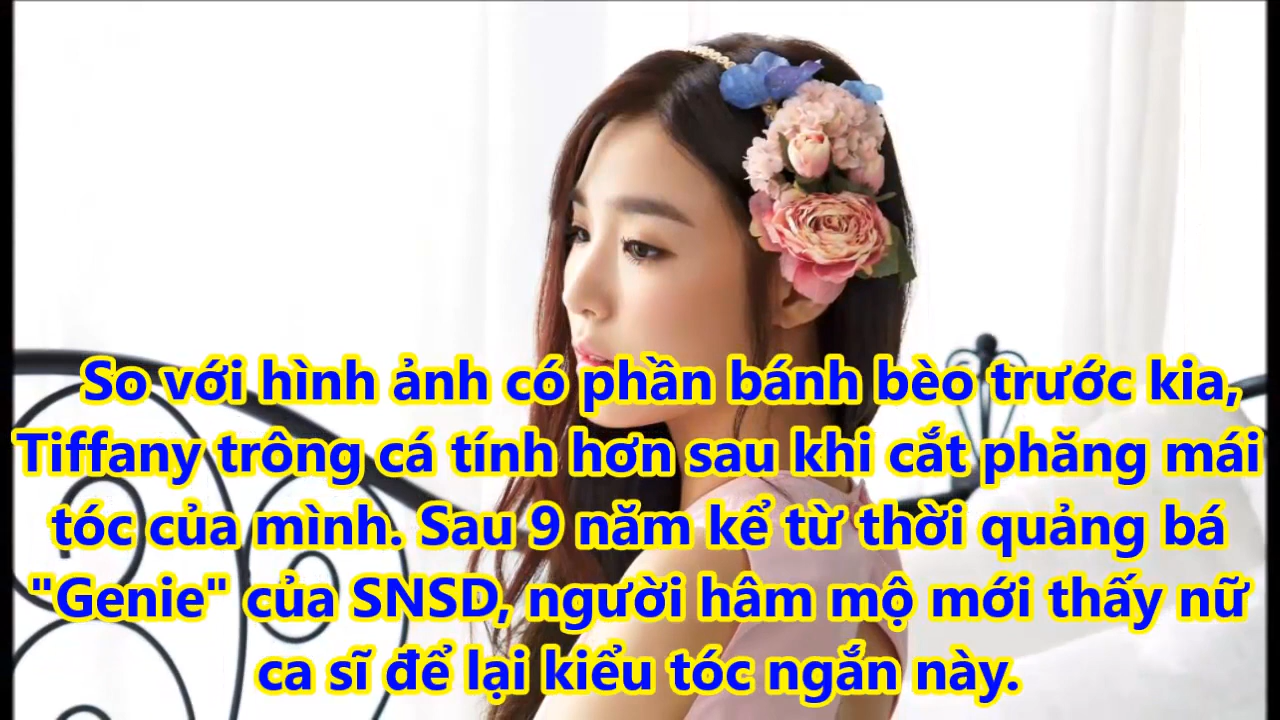 So với hình ảnh có phần bánh bèo trước kia,
Tiffany trông cá tính hơn sau khi cắt phăng mái
tóc của mình. Sau 9 năm kể từ thời quảng bá
"Genie" của SNSD, người hâm mộ mới thấy nữ
ca sĩ để lại kiểu tóc ngắn này.